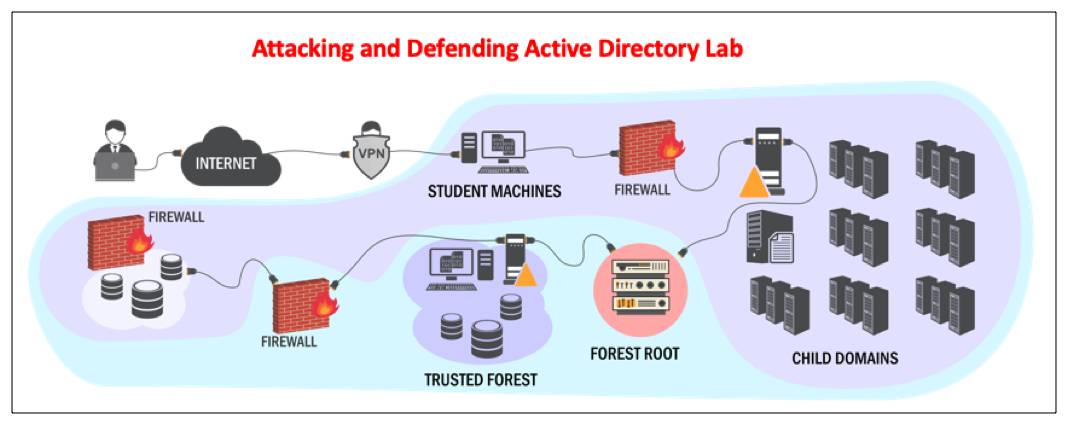 Attacking and Defending Active Directory Lab
INTERNET
VPN
STUDENT MACHINES
FIREWALL
FIREWALL
FIREWALL
TRUSTED FOREST
FOREST ROOT
CHILD DOMAINS